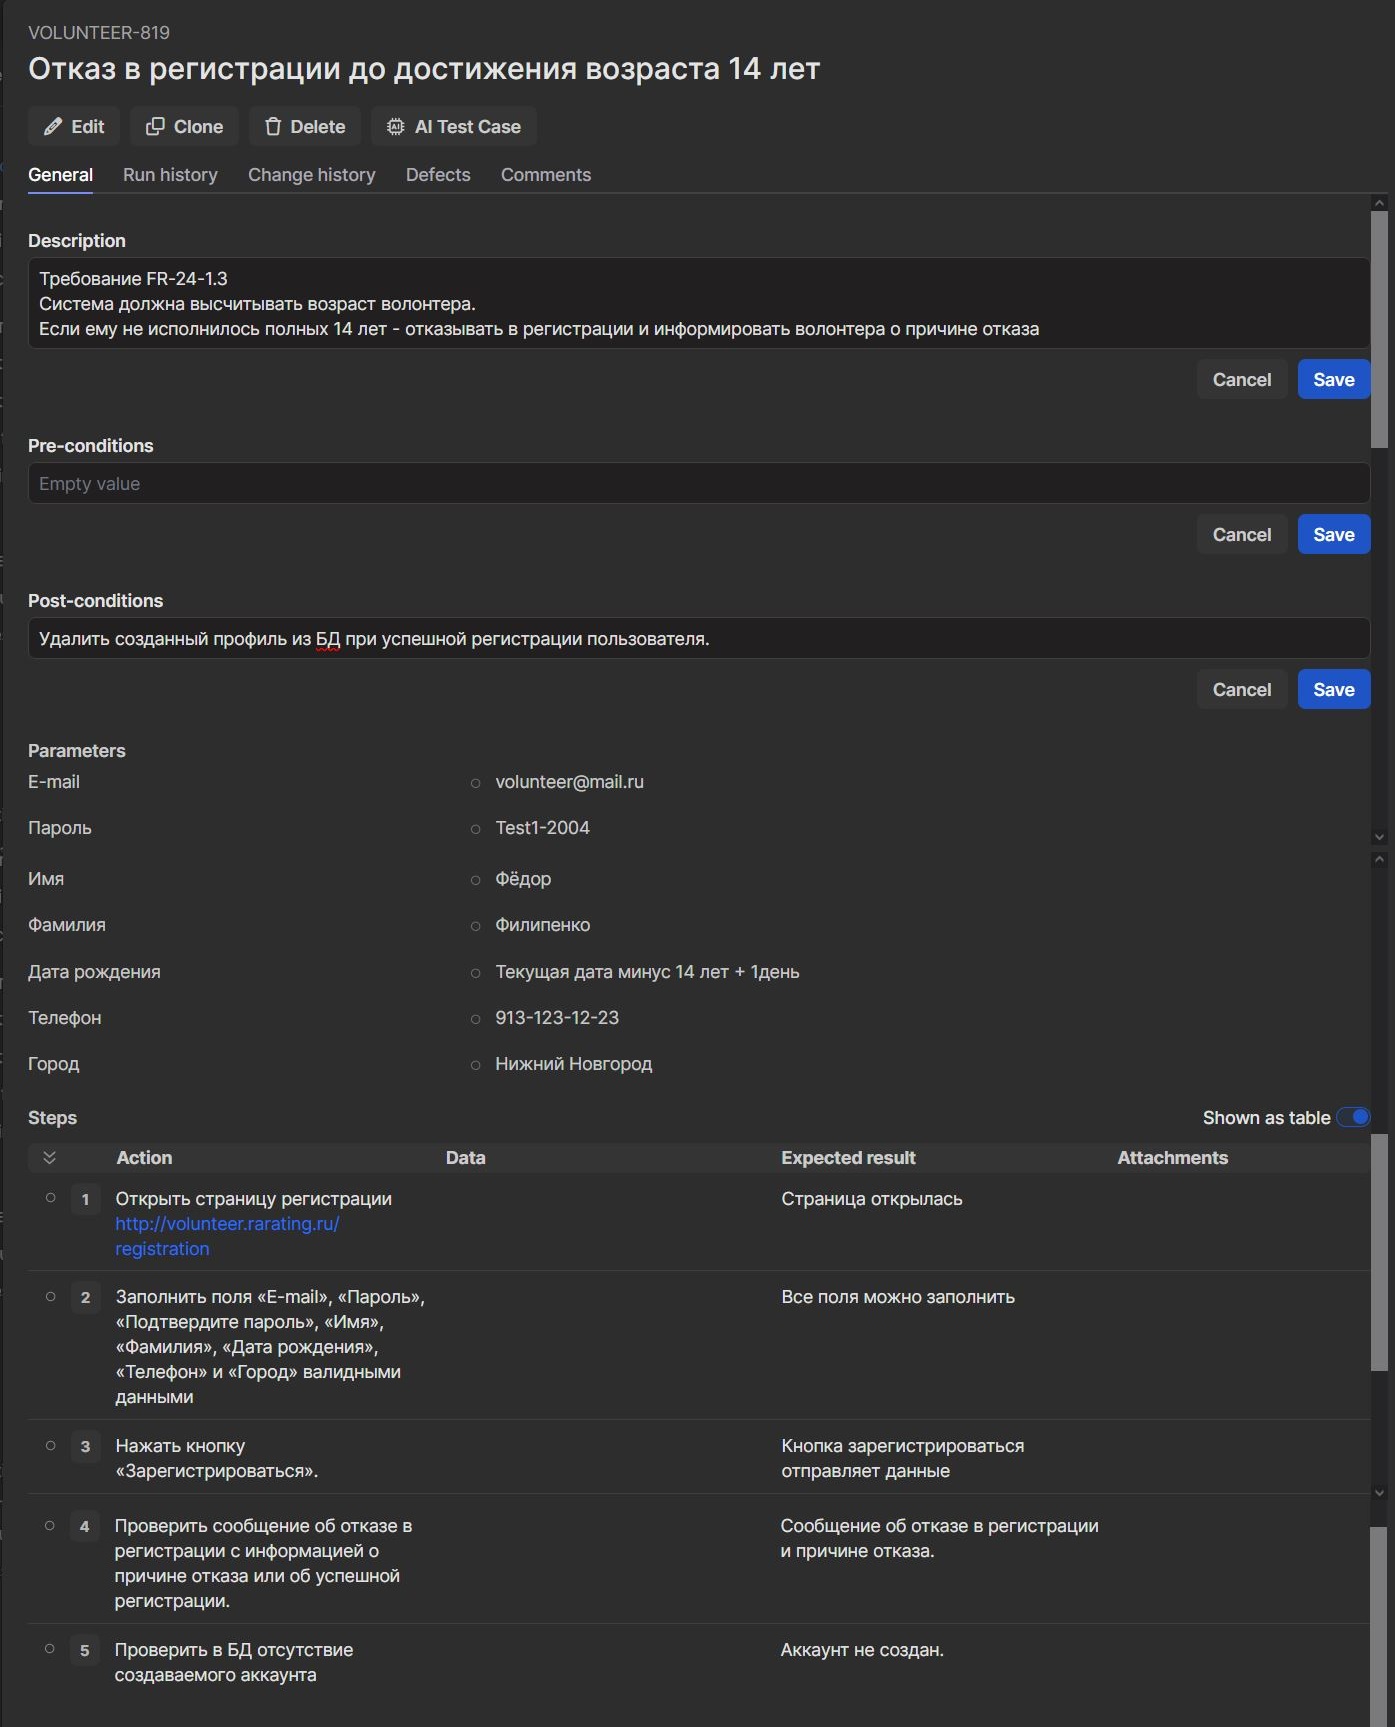 VOLUNTEER-819
Отказ в регистрации до достижения возраста 14 лет
Edit Clone Delete AI Test Case
General Run history Change history Defects Comments
Description
Требование FR-24-1.3
Система должна высчитывать возраст волонтера.
Если ему не исполнилось полных 14 лет - отказывать в регистрации и информировать волонтера о причине отказа
Cancel Save
Pre-conditions
Empty value
Cancel Save
Post-conditions
Удалить созданный профиль из БД при успешной регистрации пользователя.
Cancel Save
Parameters
E-mail volunteer@mail.ru
Пароль Test1-2004
Имя Фёдор
Фамилия Филипенко
Дата рождения Текущая дата минус 14 лет + 1день
Телефон 913-123-12-23
Город Нижний Новгород
Steps Shown as table
Action Data Expected result Attachments
1 Открыть страницу регистрации Страница открылась
http://volunteer.rarating.ru/
registration
2 Заполнить поля «E-mail», «Пароль», Все поля можно заполнить
«Подтвердите пароль», «Имя»,
«Фамилия», «Дата рождения»,
«Телефон» и «Город» валидными
данными
3 Нажать кнопку Кнопка зарегистрироваться
«Зарегистрироваться». отправляет данные
4 Проверить сообщение об отказе в Сообщение об отказе в регистрации
регистрации с информацией о и причине отказа.
причине отказа или об успешной
регистрации.
5 Проверить в БД отсутствие Аккаунт не создан.
создаваемого аккаунта